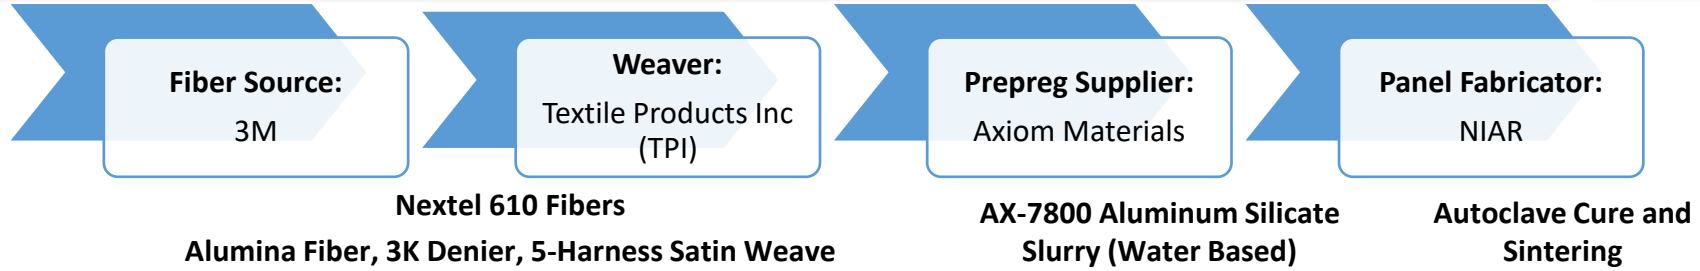 Fiber Source:
3M
Weaver:
Textile Products Inc
(TPI)
Prepreg Supplier:
Axiom Materials
Panel Fabricator:
NIAR
Nextel 610 Fibers
Alumina Fiber, 3K Denier, 5-Harness Satin Weave
AX-7800 Aluminum Silicate
Slurry (Water Based)
Autoclave Cure and
Sintering